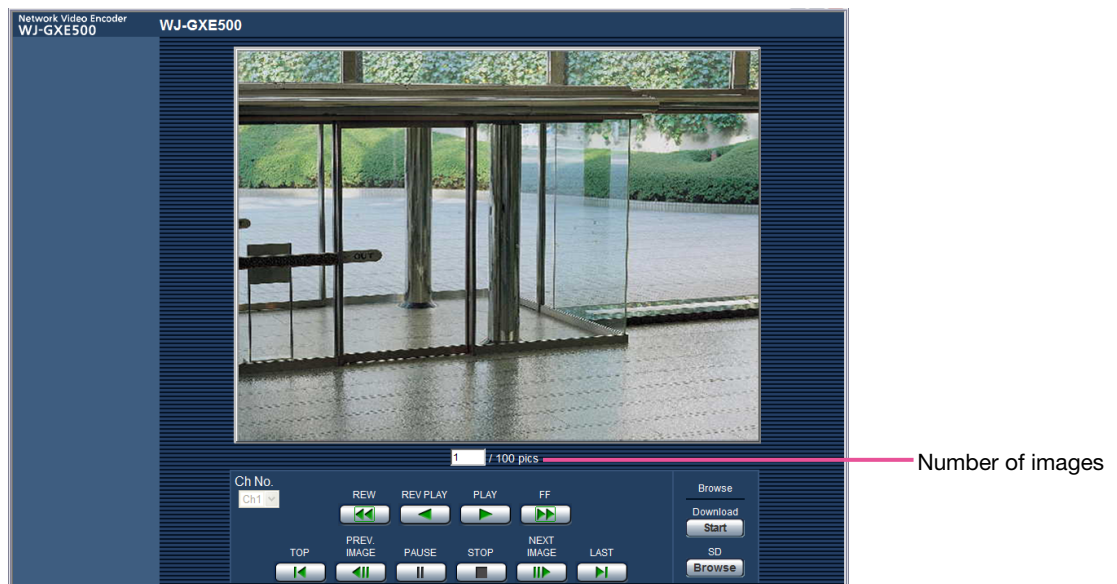 Network Video Encoder
WJ-GXE500
WJ-GXE500
OUT
1 / 100 pics
Number of images
Ch No.
Ch1
REW REV PLAY PLAY FF
TOP PREV. IMAGE PAUSE STOP NEXT IMAGE LAST
Browse
Download
Start
SD
Browse